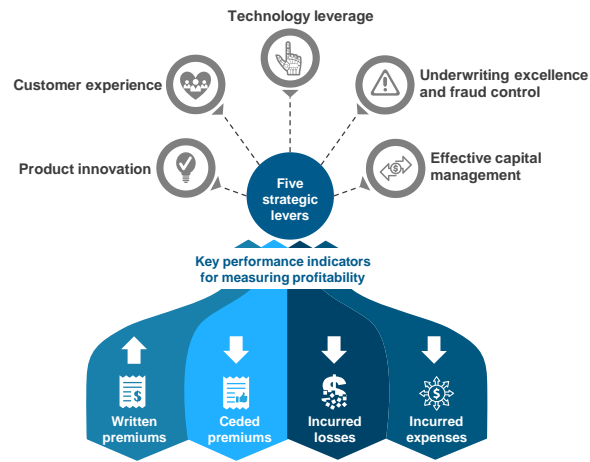 Technology leverage
Customer experience
Underwriting excellence
and fraud control
Product innovation
Effective capital
management
Five
strategic
levers
Key performance indicators
for measuring profitability
Written
premiums
Ceded
premiums
Incurred
losses
Incurred
expenses